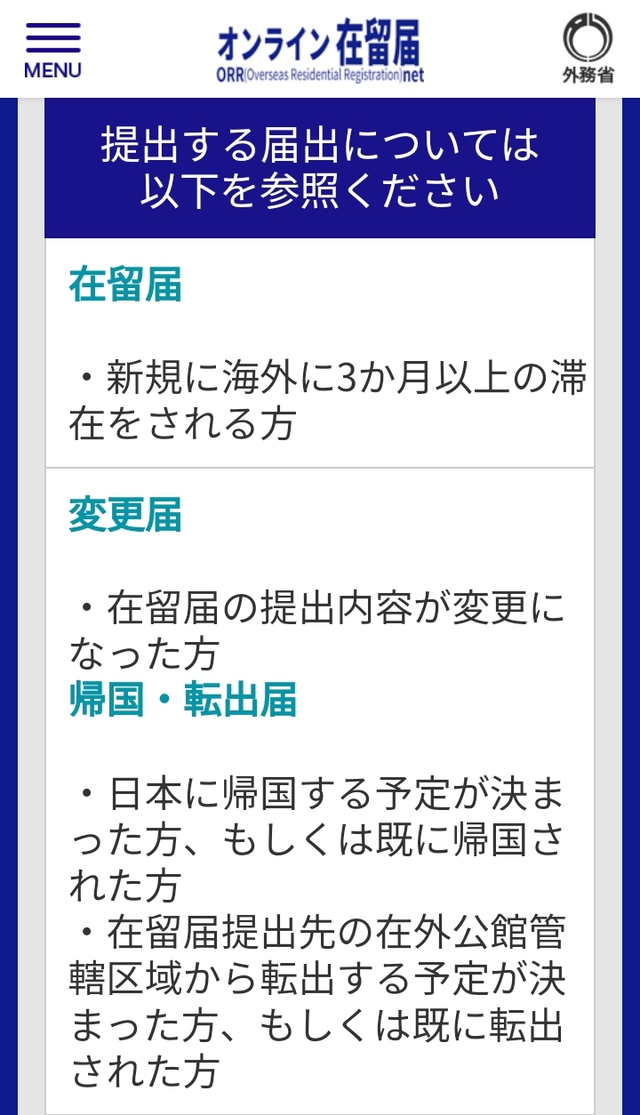 MENU
オンライン在留届
ORR(Overseas Residential Registration)net
外務省
提出する届出については
以下を参照ください
在留届
・新規に海外に3か月以上の滞
在をされる方
変更届
・在留届の提出内容が変更に
なった方
帰国・転出届
・日本に帰国する予定が決ま
った方、もしくは既に帰国さ
れた方
・在留届提出先の在外公館管
轄区域から転出する予定が決
まった方、もしくは既に転出
された方